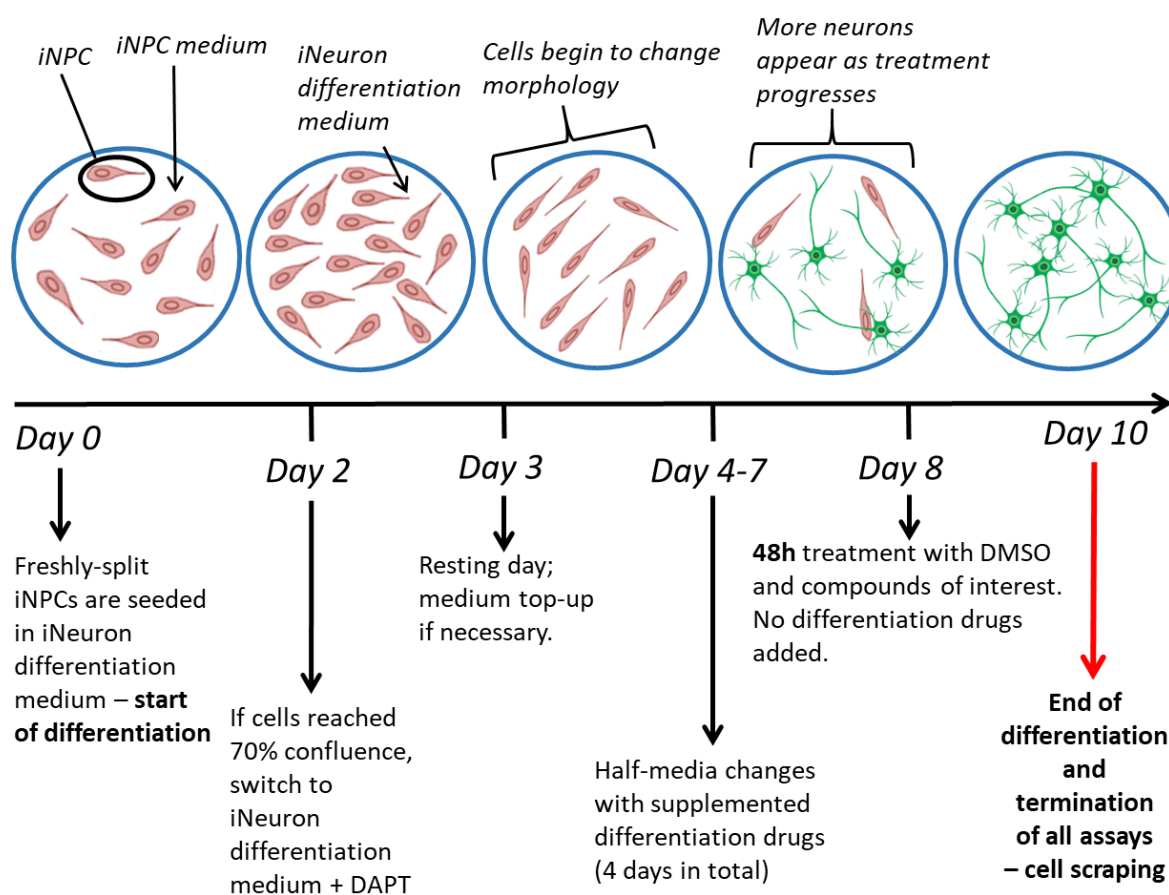 iNPC
iNPC medium
iNeuron
differentiation
medium
Cells begin to change
morphology
More neurons
appear as treatment
progresses
Day 0
Day 2
Day 3
Day 4-7
Day 8
Day 10
Freshly-split
iNPCs are seeded
in iNeuron
differentiation
medium – start
of differentiation
If cells reached
70% confluence,
switch to
iNeuron
differentiation
medium + DAPT
Resting day;
medium top-up
if necessary.
Half-media changes
with supplemented
differentiation drugs
(4 days in total)
48h treatment with DMSO
and compounds of interest.
No differentiation drugs
added.
End of
differentiation
and
termination
of all assays
– cell scraping